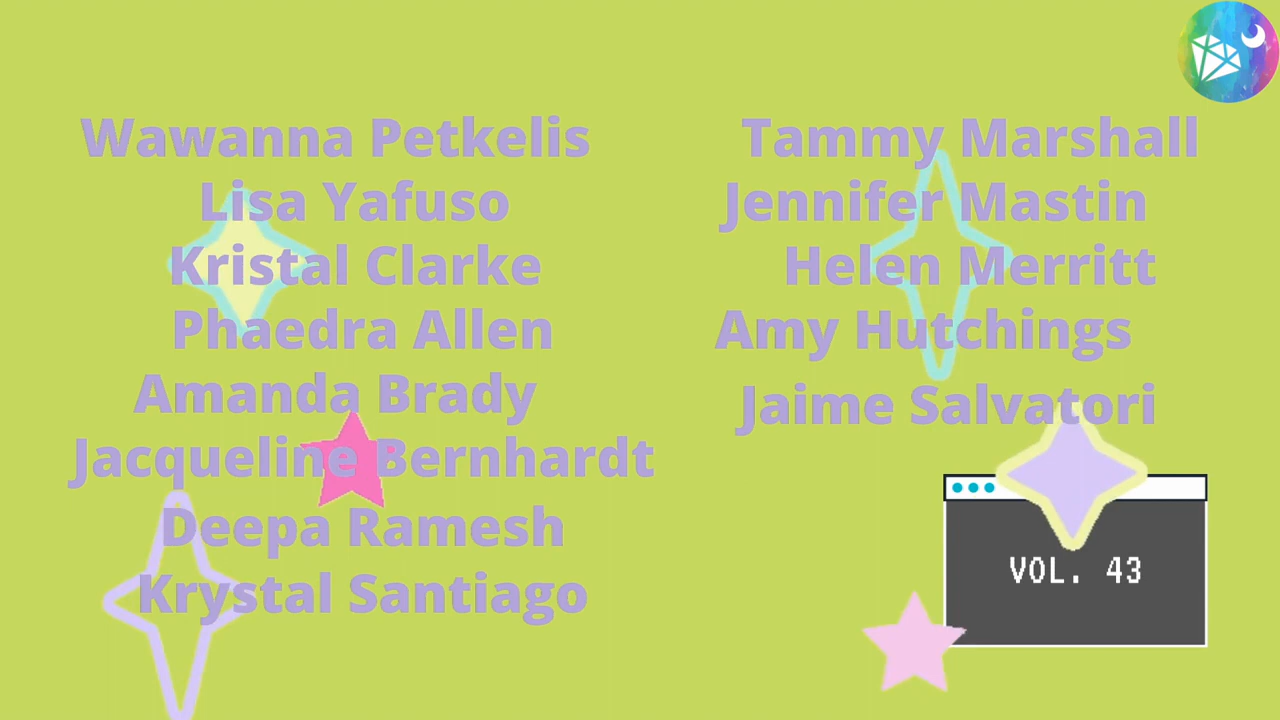 Wawanna Petkelis
Lisa Yafuso
Kristal Clarke
Phaedra Allen
Amanda Brady
Jacqueline Bernhardt
Deepa Ramesh
Krystal Santiago
Tammy Marshall
Jennifer Mastin
Helen Merritt
Amy Hutchings
Jaime Salvatori
VOL. 43